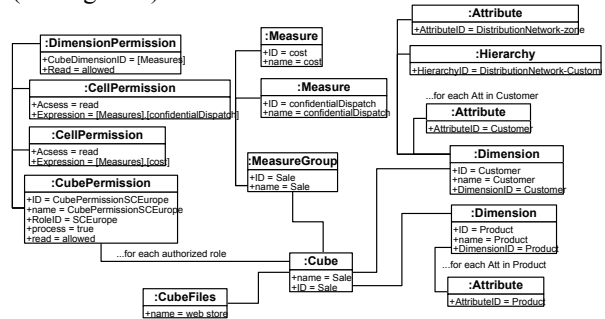 :DimensionPermission
+CubeDimensionID = [Measures]
+Read = allowed
:CellPermission
+Acsess = read
+Expression = [Measures].[confidentialDispatch]
:CellPermission
+Acsess = read
+Expression = [Measures].[cost]
:CubePermission
+ID = CubePermissionSCEurope
+name = CubePermissionSCEurope
+RoleID = SCEurope
+process = true
+read = allowed
...for each authorized role
:Measure
+ID = cost
+name = cost
:Measure
+ID = confidentialDispatch
+name = confidentialDispatch
:MeasureGroup
+ID = Sale
+name = Sale
:Cube
+name = Sale
+ID = Sale
:CubeFiles
+name = web store
:Attribute
+AttributeID = DistributionNetwork-zone
:Hierarchy
+HierarchyID = DistributionNetwork-Custom
...for each Att in Customer
:Attribute
+AttributeID = Customer
:Dimension
+ID = Customer
+name = Customer
+DimensionID = Customer
:Dimension
+ID = Product
+name = Product
+DimensionID = Product
...for each Att in Product
:Attribute
+AttributeID = Product